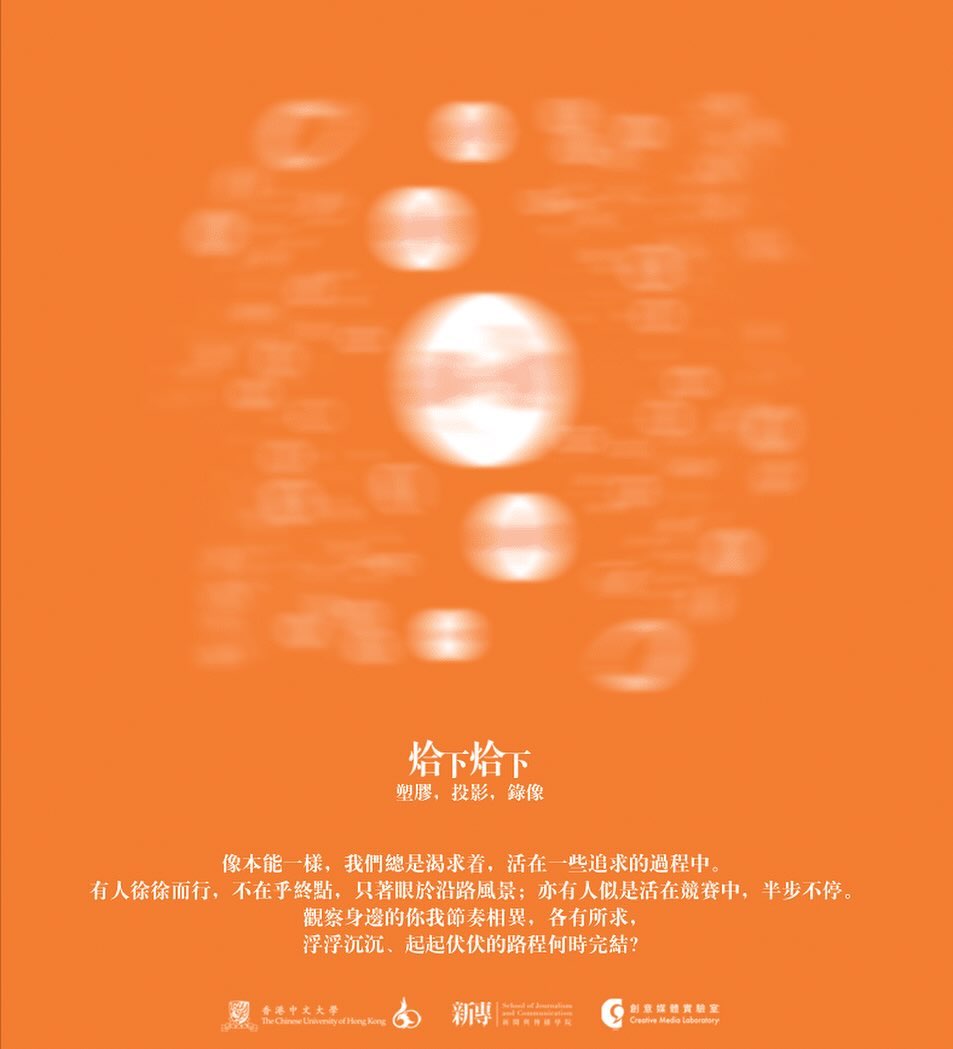 烚下烚下
塑膠，投影，錄像
像本能一樣，我們總是渴求着，活在一些追求的過程中。
有人徐徐而行，不在乎終點，只著眼於沿路風景；亦有人似是活在競賽中，半步不停。
觀察身邊的你我節奏相異，各有所求，
浮浮沉沉、起起伏伏的路程何時完結？
香港中文大學
The Chinese University of Hong Kong
新傳
School of Journalism
and Communication
新聞與傳播學院
創意媒體實驗室
Creative Media Laboratory